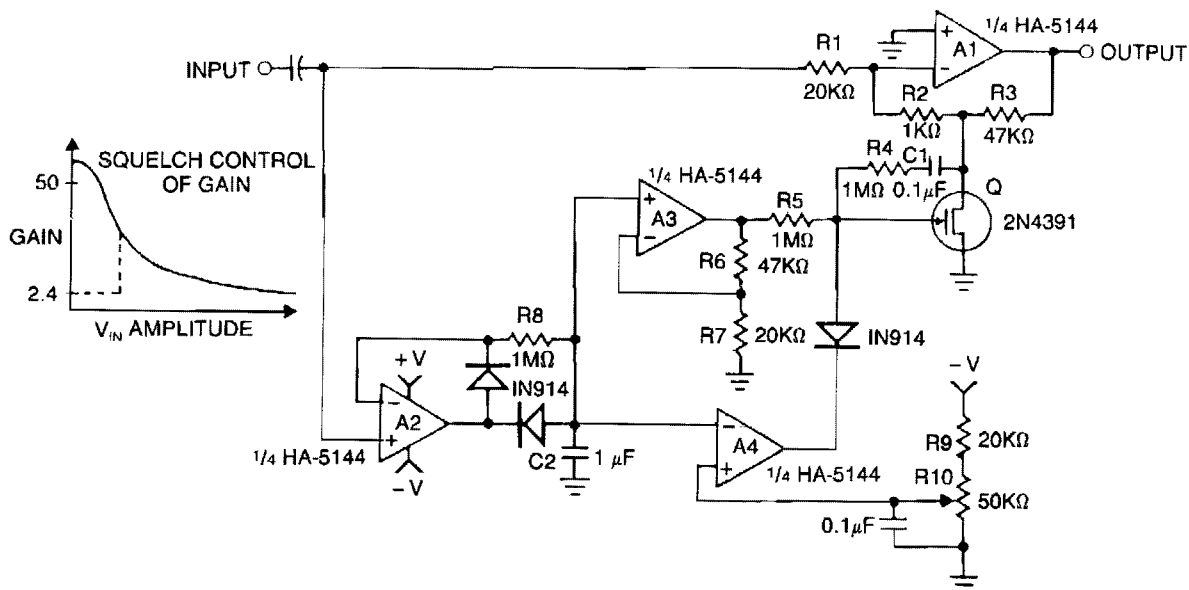 ¼ HA-5144
INPUT
R1
20KΩ
+
A1
−
OUTPUT
R2
1KΩ
R3
47KΩ
SQUELCH CONTROL
OF GAIN
50
GAIN
2.4
V_IN AMPLITUDE
R4
C1
1MΩ
0.1μF
Q
2N4391
¼ HA-5144
+
A3
−
R5
1MΩ
R6
47KΩ
R7
20KΩ
IN914
R8
1MΩ
IN914
+V
−
A2
+
¼ HA-5144
−V
C2
1 μF
−
A4
+
¼ HA-5144
−V
R9
20KΩ
R10
50KΩ
0.1μF